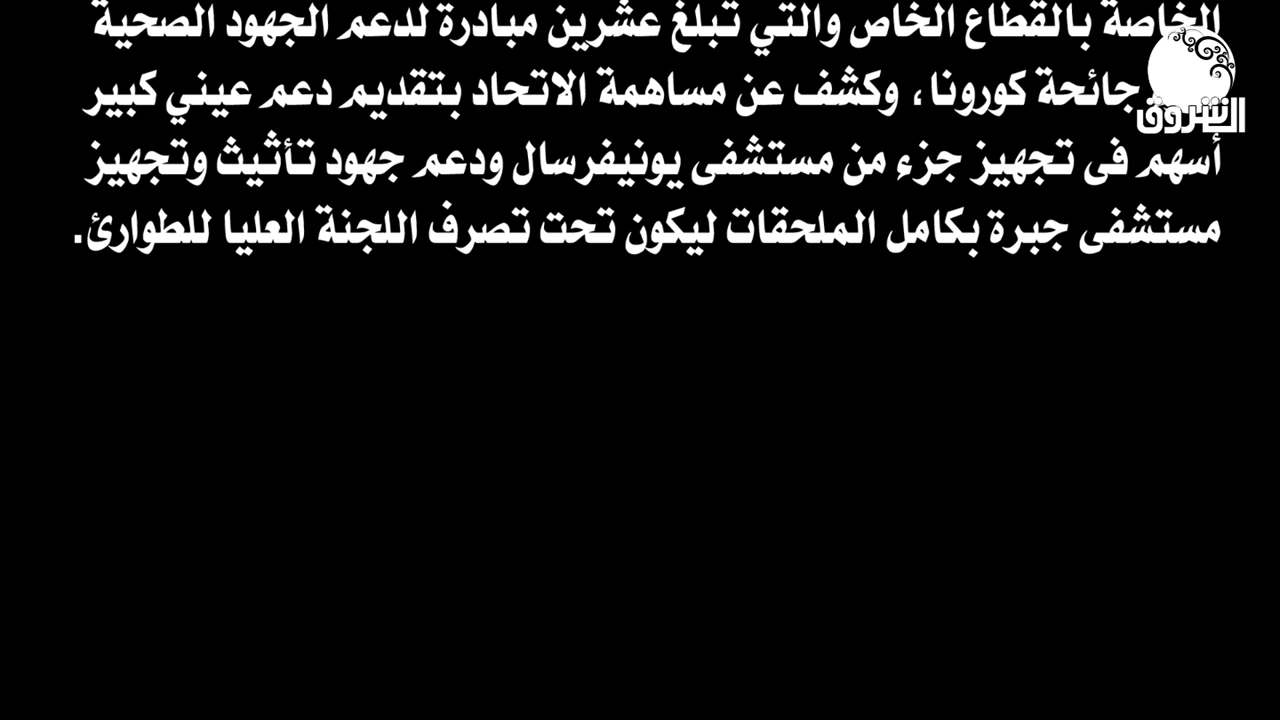 الخاصة بالقطاع الخاص والتي تبلغ عشرين مبادرة لدعم الجهود الصحية
جائحة كورونا، وكشف عن مساهمة الاتحاد بتقديم دعم عيني كبير
أسهم فى تجهيز جزء من مستشفى يونيفرسال ودعم جهود تأثيث وتجهيز
مستشفى جبرة بكامل الملحقات ليكون تحت تصرف اللجنة العليا للطوارئ.
الشروق